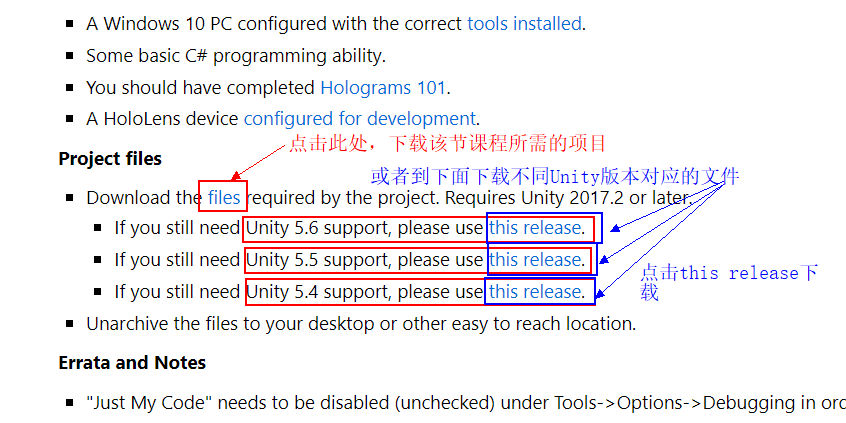 A Windows 10 PC configured with the correct tools installed.
Some basic C# programming ability.
You should have completed Holograms 101.
A HoloLens device configured for development.
点击此处，下载该节课程所需的项目
Project files
或者到下面下载不同Unity版本对应的文件
Download the files required by the project. Requires Unity 2017.2 or later.
If you still need Unity 5.6 support, please use this release.
If you still need Unity 5.5 support, please use this release.
点击this release下
载
If you still need Unity 5.4 support, please use this release.
Unarchive the files to your desktop or other easy to reach location.
Errata and Notes
"Just My Code" needs to be disabled (unchecked) under Tools->Options->Debugging in orc